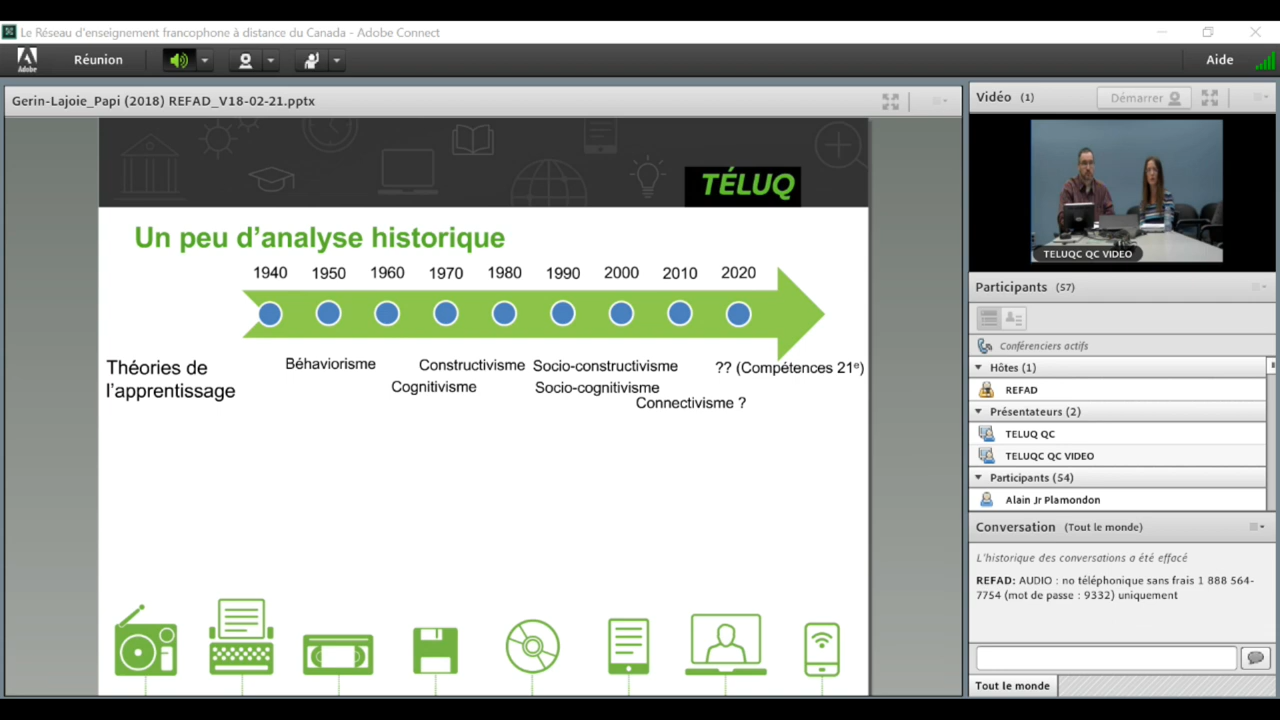 Le Réseau d'enseignement francophone à distance du Canada - Adobe Connect
Adobe
Réunion
Aide
Gerin-Lajoie_Papi (2018) REFAD_V18-02-21.pptx
TÉLUQ
Un peu d'analyse historique
1940 1950 1960 1970 1980 1990 2000 2010 2020
Théories de
l'apprentissage
Béhaviorisme
Constructivisme
Socio-constructivisme
?? (Compétences 21e)
Cognitivisme
Socio-cognitivisme
Connectivisme ?
Vidéo (1)
Démarrer
TELUQC QC VIDEO
Participants (57)
Conférenciers actifs
Hôtes (1)
REFAD
Présentateurs (2)
TELUQ QC
TELUQC QC VIDEO
Participants (54)
Alain Jr Plamondon
Conversation (Tout le monde)
L'historique des conversations a été effacé
REFAD: AUDIO : no téléphonique sans frais 1 888 564-
7754 (mot de passe : 9332) uniquement
Tout le monde